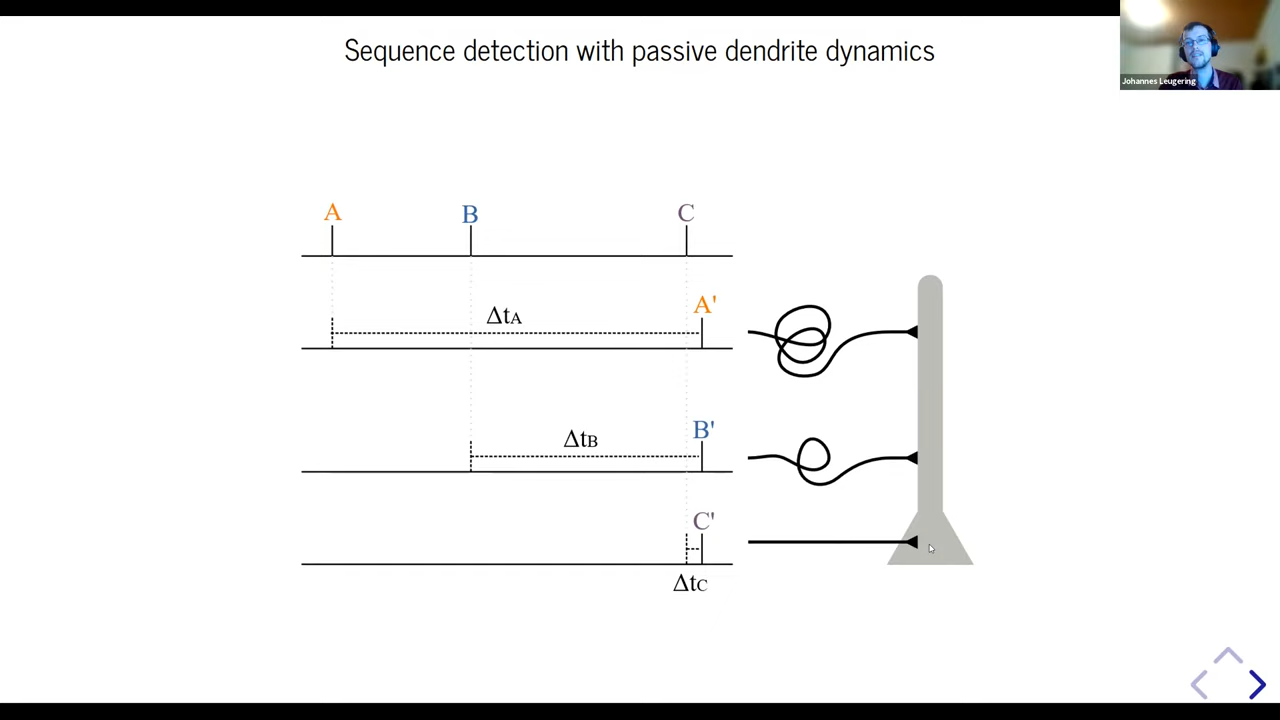 Sequence detection with passive dendrite dynamics
Johannes Leugering
A B C
ΔtA A'
ΔtB B'
C'
ΔtC